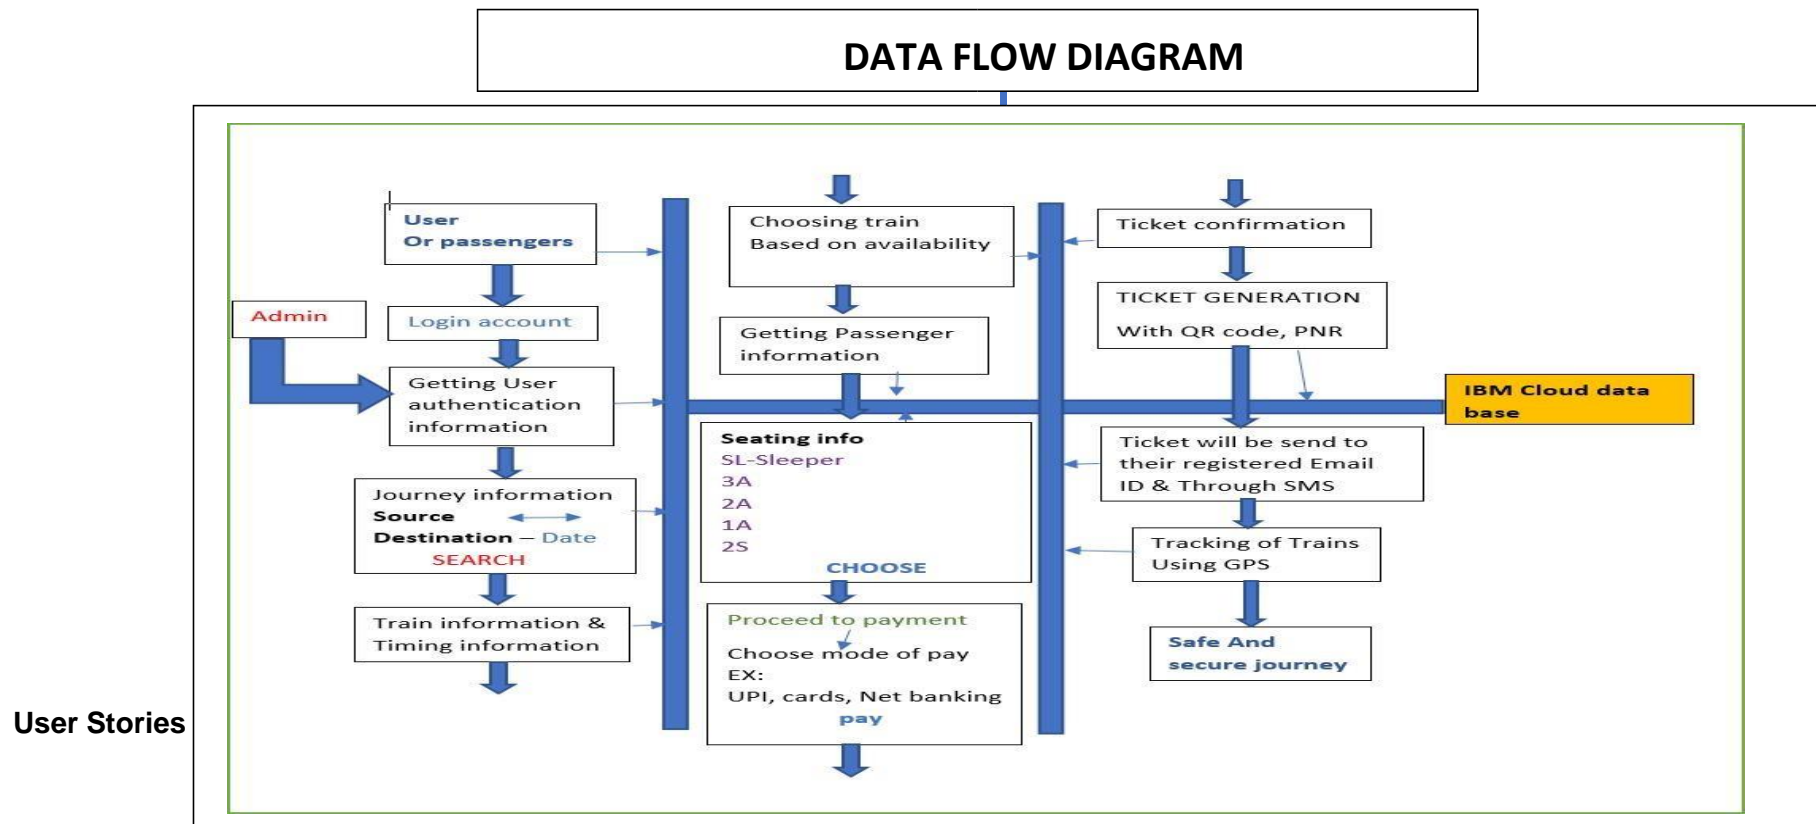 DATA FLOW DIAGRAM
User
Or passengers
Admin
Login account
Getting User
authentication
information
Journey information
Source
Destination – Date
SEARCH
Train information &
Timing information
Choosing train
Based on availability
Getting Passenger
information
Seating info
SL-Sleeper
3A
2A
1A
2S
CHOOSE
Proceed to payment
Choose mode of pay
EX:
UPI, cards, Net banking
pay
Ticket confirmation
TICKET GENERATION
With QR code, PNR
IBM Cloud data
base
Ticket will be send to
their registered Email
ID & Through SMS
Tracking of Trains
Using GPS
Safe And
secure journey
User Stories